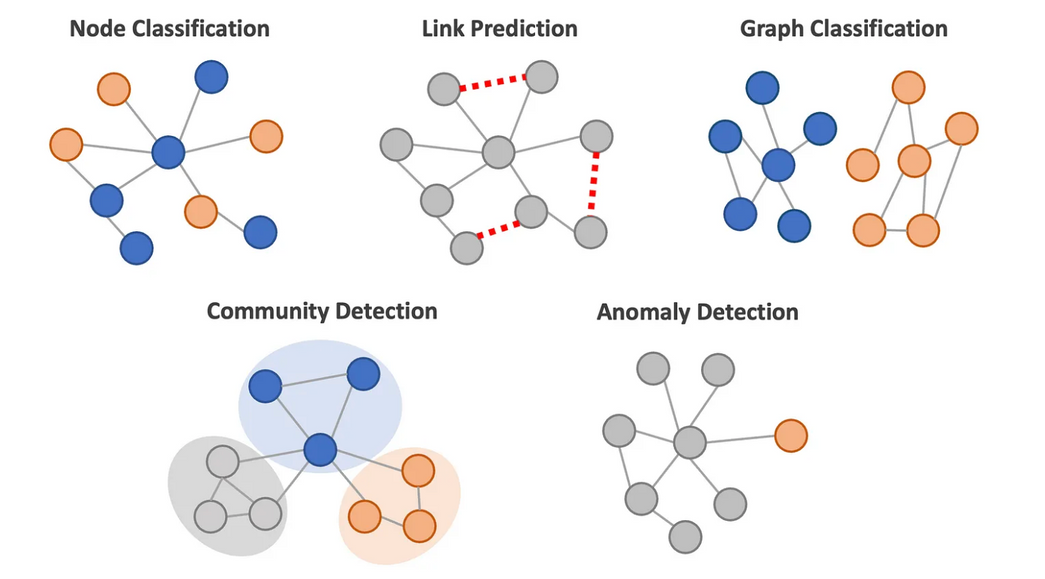 Node Classification
Link Prediction
Graph Classification
Community Detection
Anomaly Detection